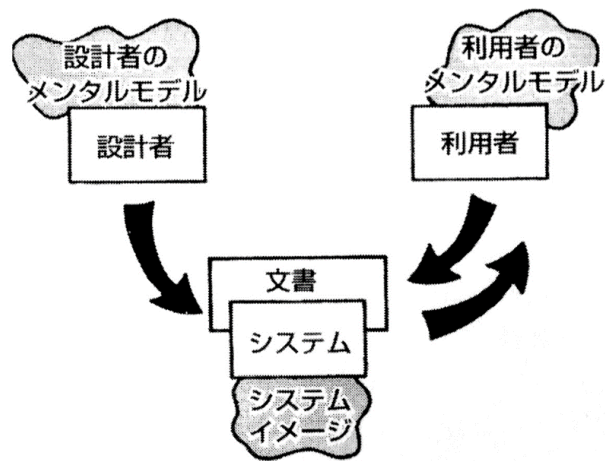 設計者の
メンタルモデル
設計者
利用者の
メンタルモデル
利用者
文書
システム
システム
イメージ